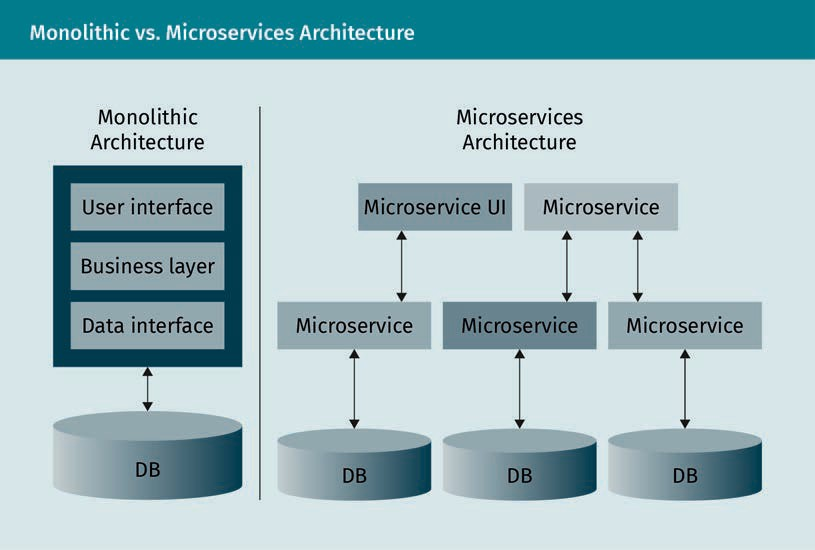 Monolithic vs. Microservices Architecture
Monolithic
Architecture
User interface
Business layer
Data interface
DB
Microservices
Architecture
Microservice UI
Microservice
Microservice
Microservice
Microservice
DB
DB
DB